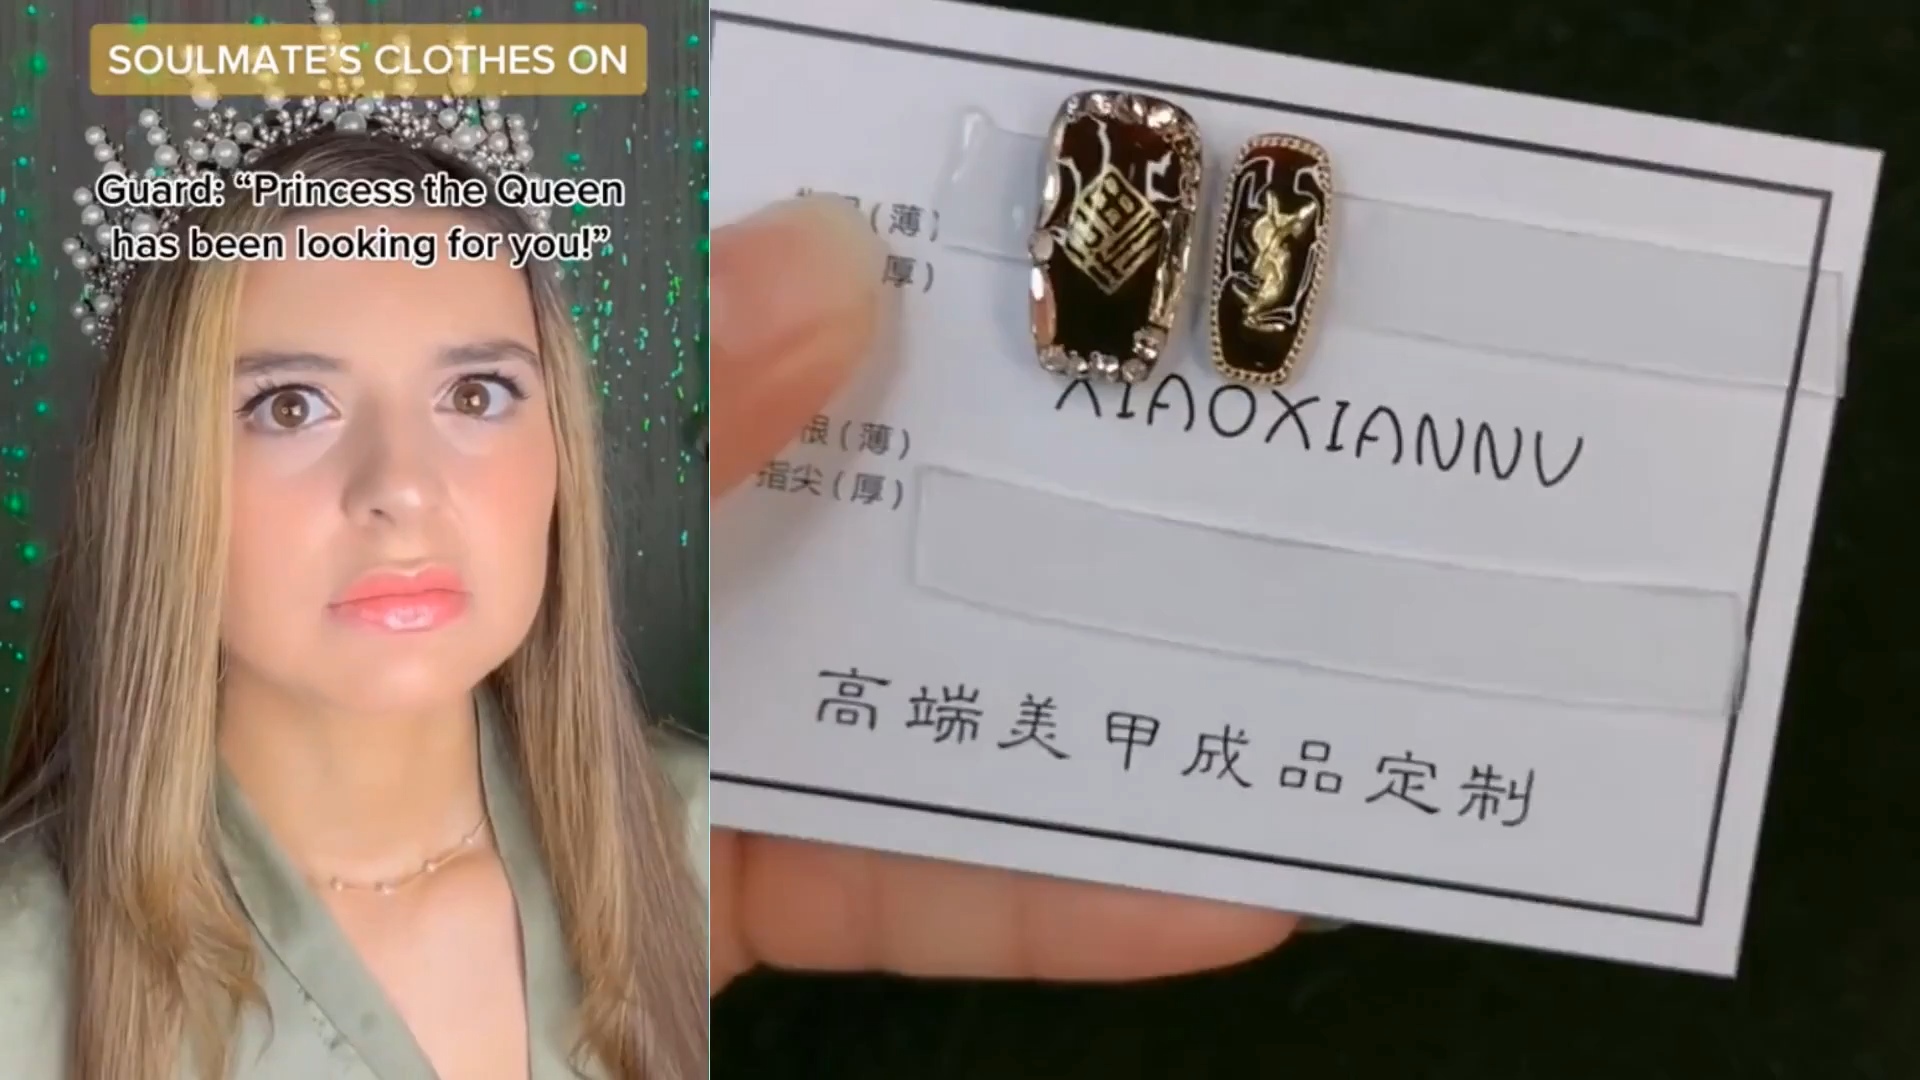 SOULMATE'S CLOTHES ON
Guard: “Princess the Queen
has been looking for you!”
(薄)
厚)
XIAOXIANNV
根(薄)
指尖(厚)
高端美甲成品定制